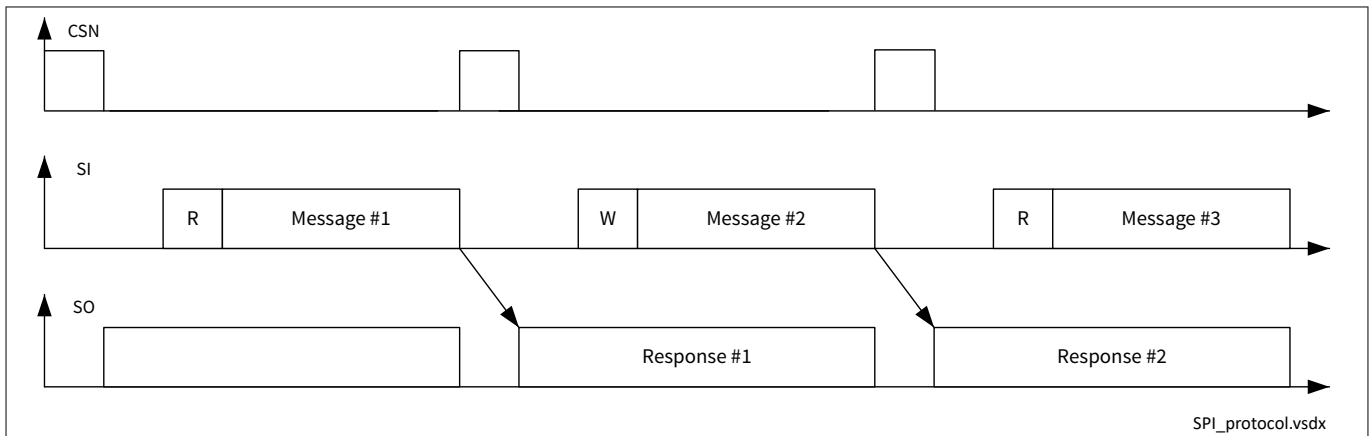 CSN
SI
R Message #1 W Message #2 R Message #3
SO
Response #1 Response #2
SPI_protocol.vsdx